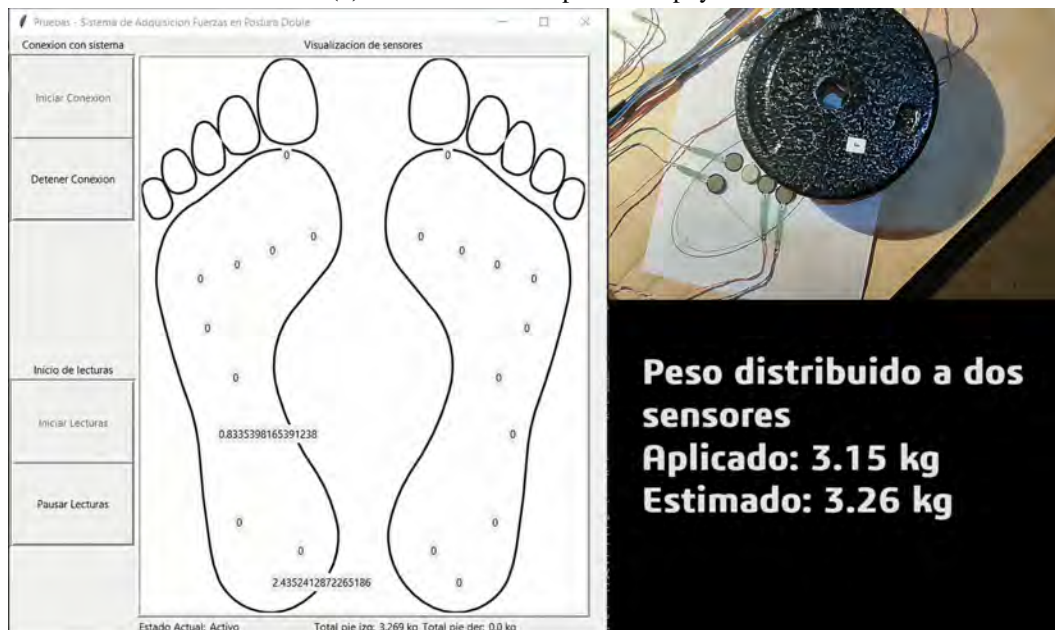 Pruebas - Sistema de Adquisicion Fuerzas en Postura Doble
Conexion con sistema
Visualizacion de sensores
Iniciar Conexion
Detener Conexion
Inicio de lecturas
Iniciar Lecturas
Pausar Lecturas
0 0
0 0
0 0
0 0
0 0
0 0
0 0
0.8335398165391238 0
0 0
0 0
2.4352412872265186 0
Estado Actual: Activo Total pie izq: 3.269 kg Total pie der: 0.0 kg
Peso distribuido a dos
sensores
Aplicado: 3.15 kg
Estimado: 3.26 kg